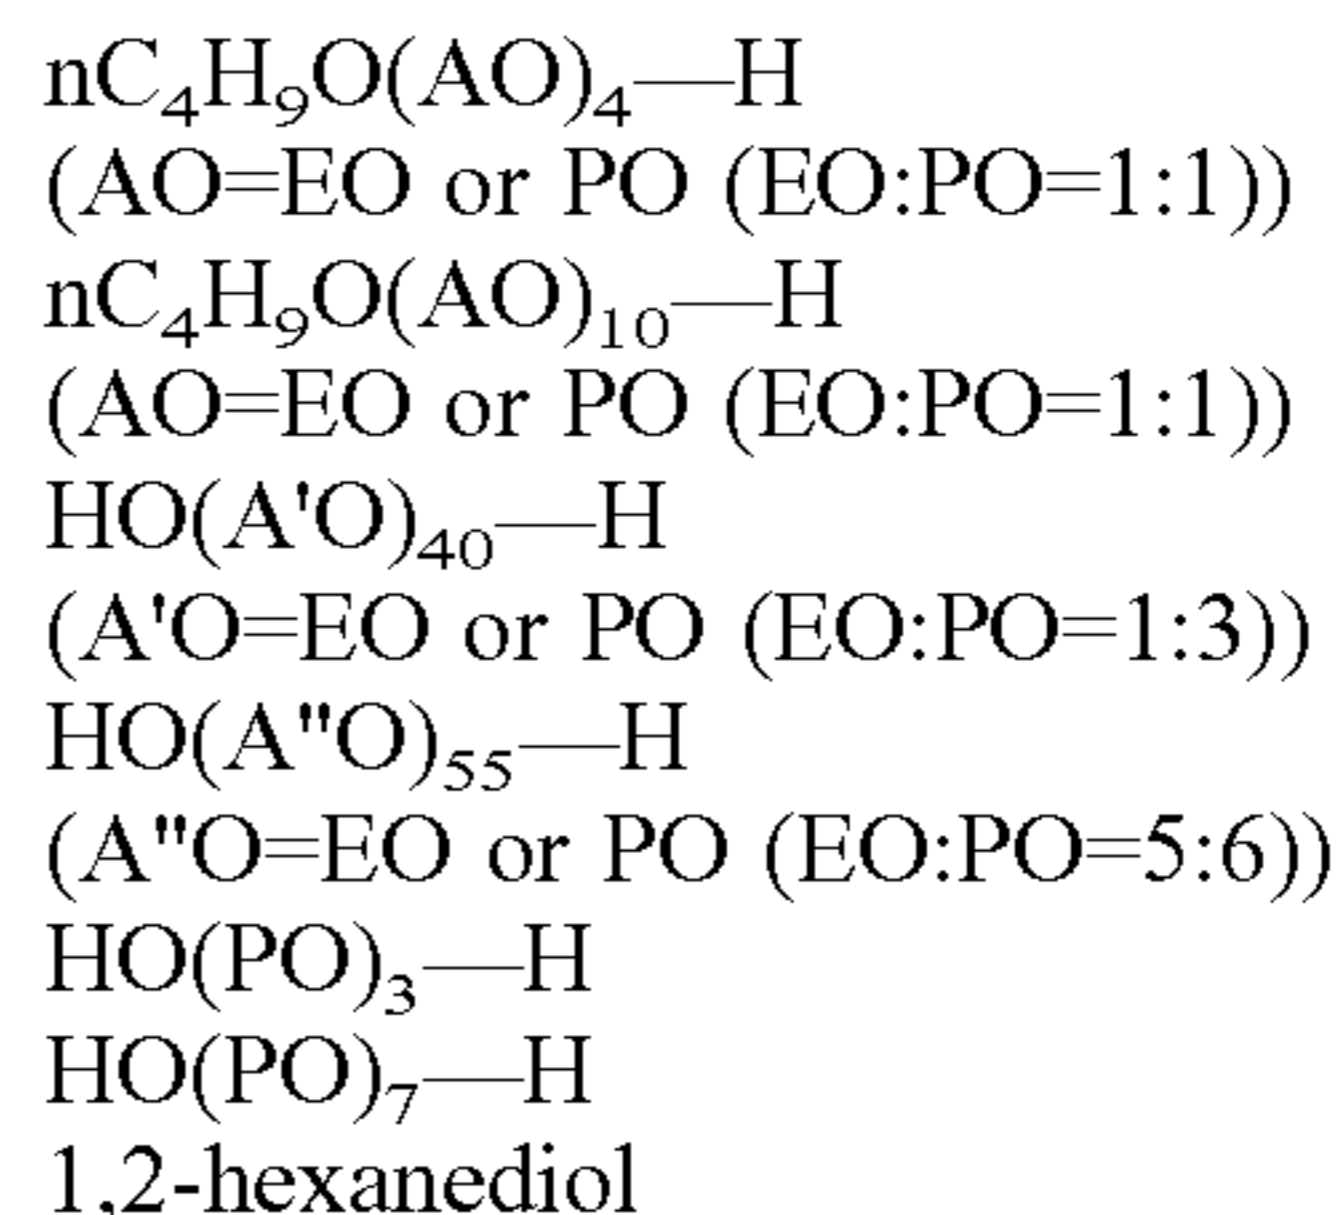 nC₄H₉O(AO)₄—H
(AO=EO or PO (EO:PO=1:1))
nC₄H₉O(AO)₁₀—H
(AO=EO or PO (EO:PO=1:1))
HO(A'O)₄₀—H
(A'O=EO or PO (EO:PO=1:3))
HO(A"O)₅₅—H
(A"O=EO or PO (EO:PO=5:6))
HO(PO)₃—H
HO(PO)₇—H
1,2-hexanediol